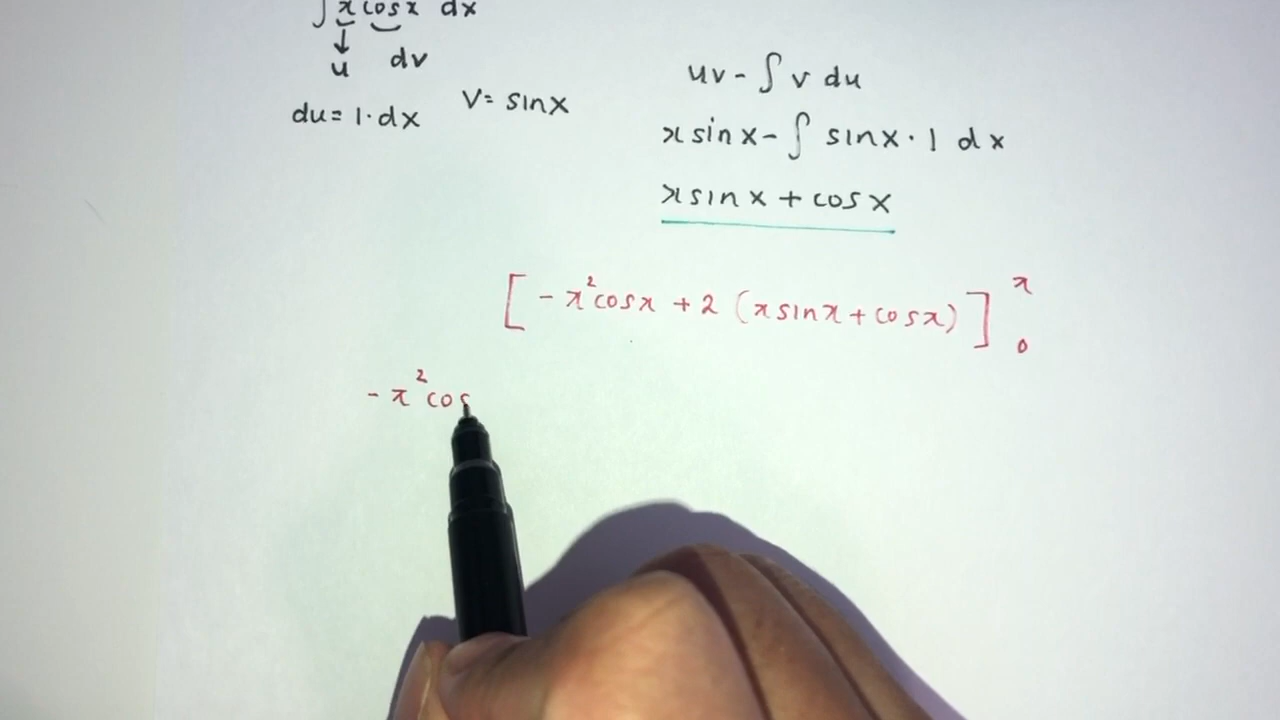 ∫ x cos x dx
↓
u dv
du = 1·dx v = sin x
uv - ∫ v du
x sin x - ∫ sin x · 1 dx
x sin x + cos x
[ - x² cos x + 2 (x sin x + cos x) ]₀^π
- π² cos